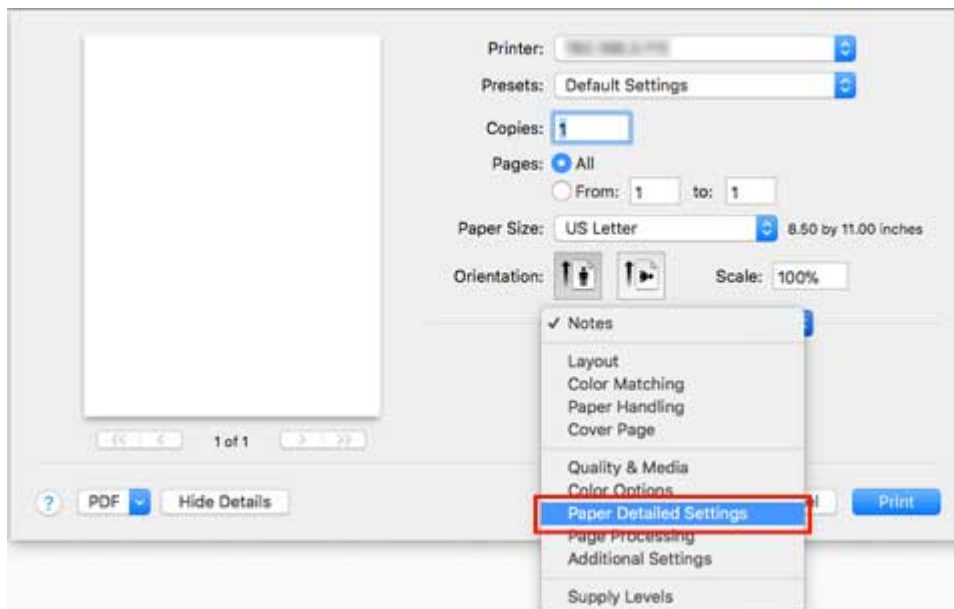 Printer:
Presets: Default Settings
Copies: 1
Pages: All
From: 1 to: 1
Paper Size: US Letter 8.50 by 11.00 inches
Orientation: Scale: 100%
✓ Notes
Layout
Color Matching
Paper Handling
Cover Page
1 of 1
Quality & Media
Color Options
Paper Detailed Settings
Page Processing
Additional Settings
Supply Levels
? PDF Hide Details
Print